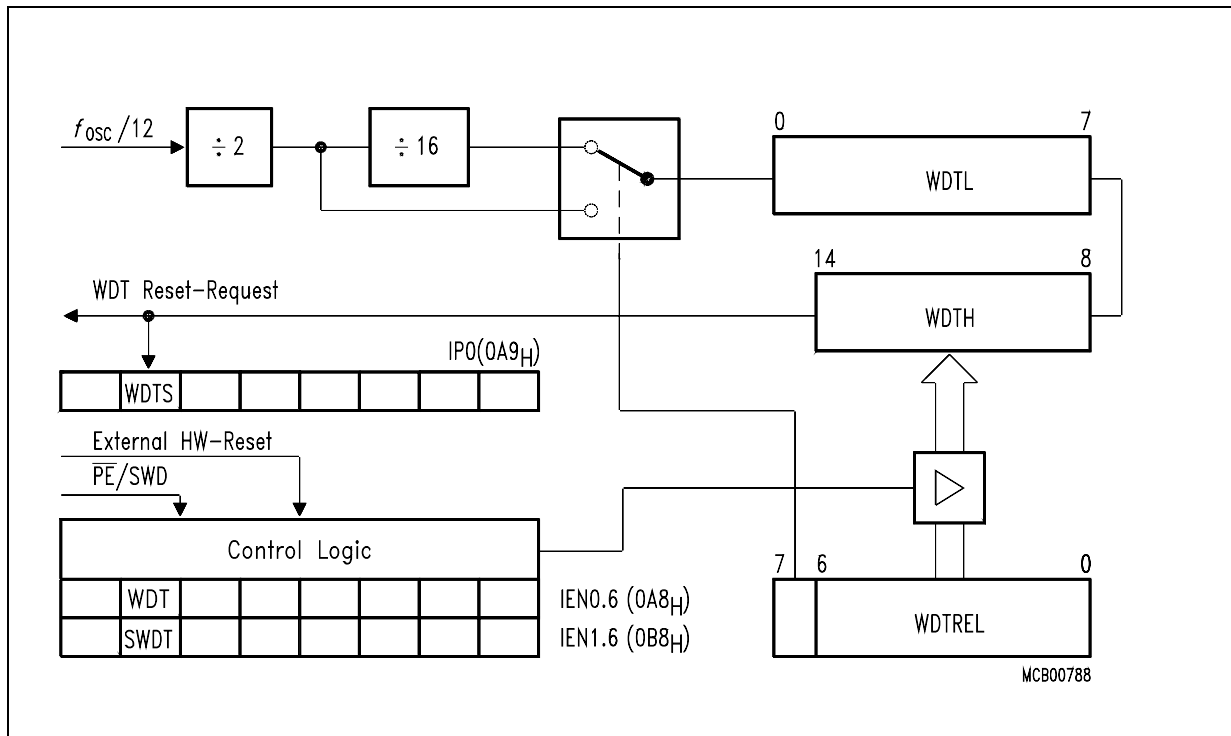 fOSC/12
÷ 2
÷ 16
0 7
WDTL
14 8
WDTH
WDT Reset-Request
IP0(0A9H)
WDTS
External HW-Reset
PE/SWD
Control Logic
WDT
IEN0.6 (0A8H)
SWDT
IEN1.6 (0B8H)
7 6 0
WDTREL
MCB00788